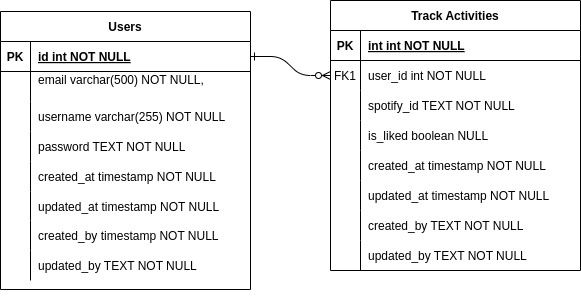 Users
PK id int NOT NULL
email varchar(500) NOT NULL,
username varchar(255) NOT NULL
password TEXT NOT NULL
created_at timestamp NOT NULL
updated_at timestamp NOT NULL
created_by timestamp NOT NULL
updated_by TEXT NOT NULL
Track Activities
PK int int NOT NULL
FK1 user_id int NOT NULL
spotify_id TEXT NOT NULL
is_liked boolean NULL
created_at timestamp NOT NULL
updated_at timestamp NOT NULL
created_by TEXT NOT NULL
updated_by TEXT NOT NULL